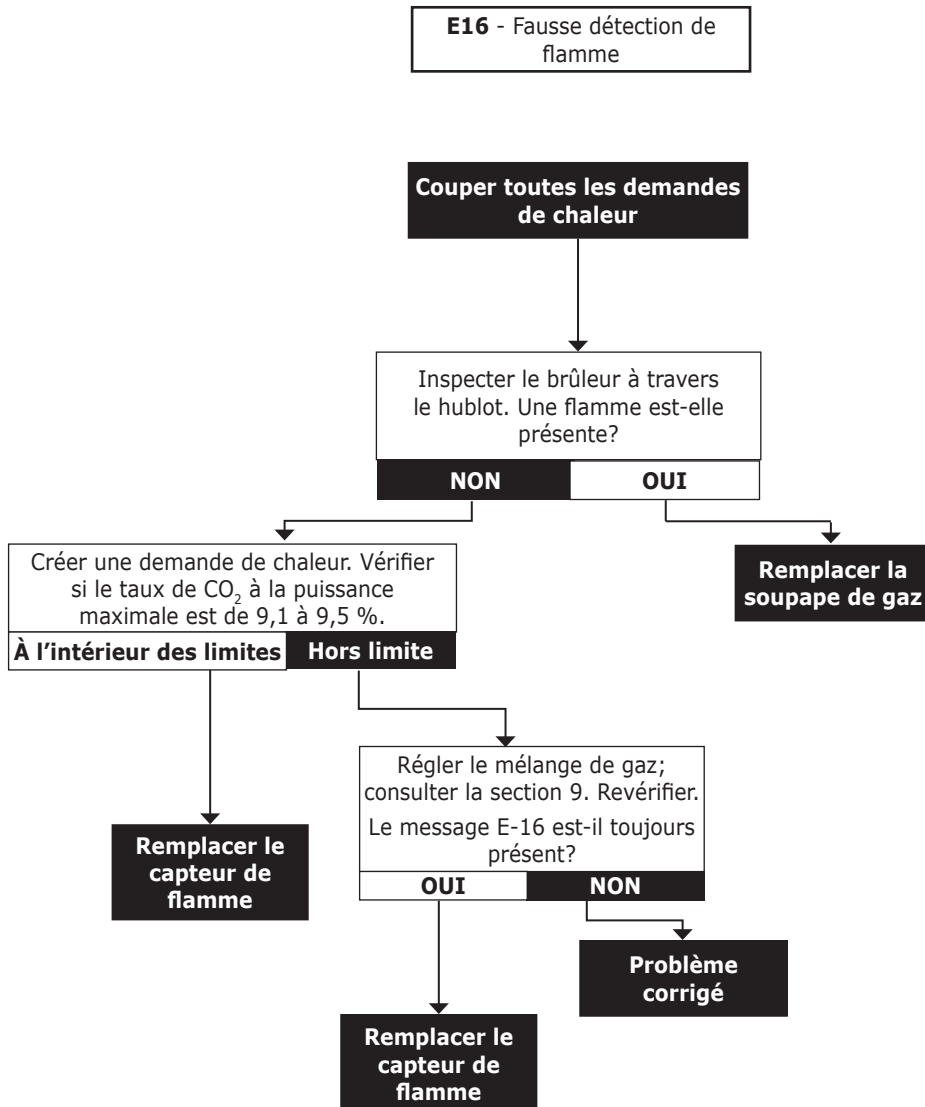 E16 - Fausse détection de
flamme
Couper toutes les demandes
de chaleur
Inspecter le brûleur à travers
le hublot. Une flamme est-elle
présente?
NON
OUI
Créer une demande de chaleur. Vérifier
si le taux de CO₂ à la puissance
maximale est de 9,1 à 9,5 %.
À l’intérieur des limites
Hors limite
Remplacer la
soupape de gaz
Régler le mélange de gaz;
consulter la section 9. Revérifier.
Le message E-16 est-il toujours
présent?
OUI
NON
Remplacer le
capteur de
flamme
Problème
corrigé
Remplacer le
capteur de
flamme